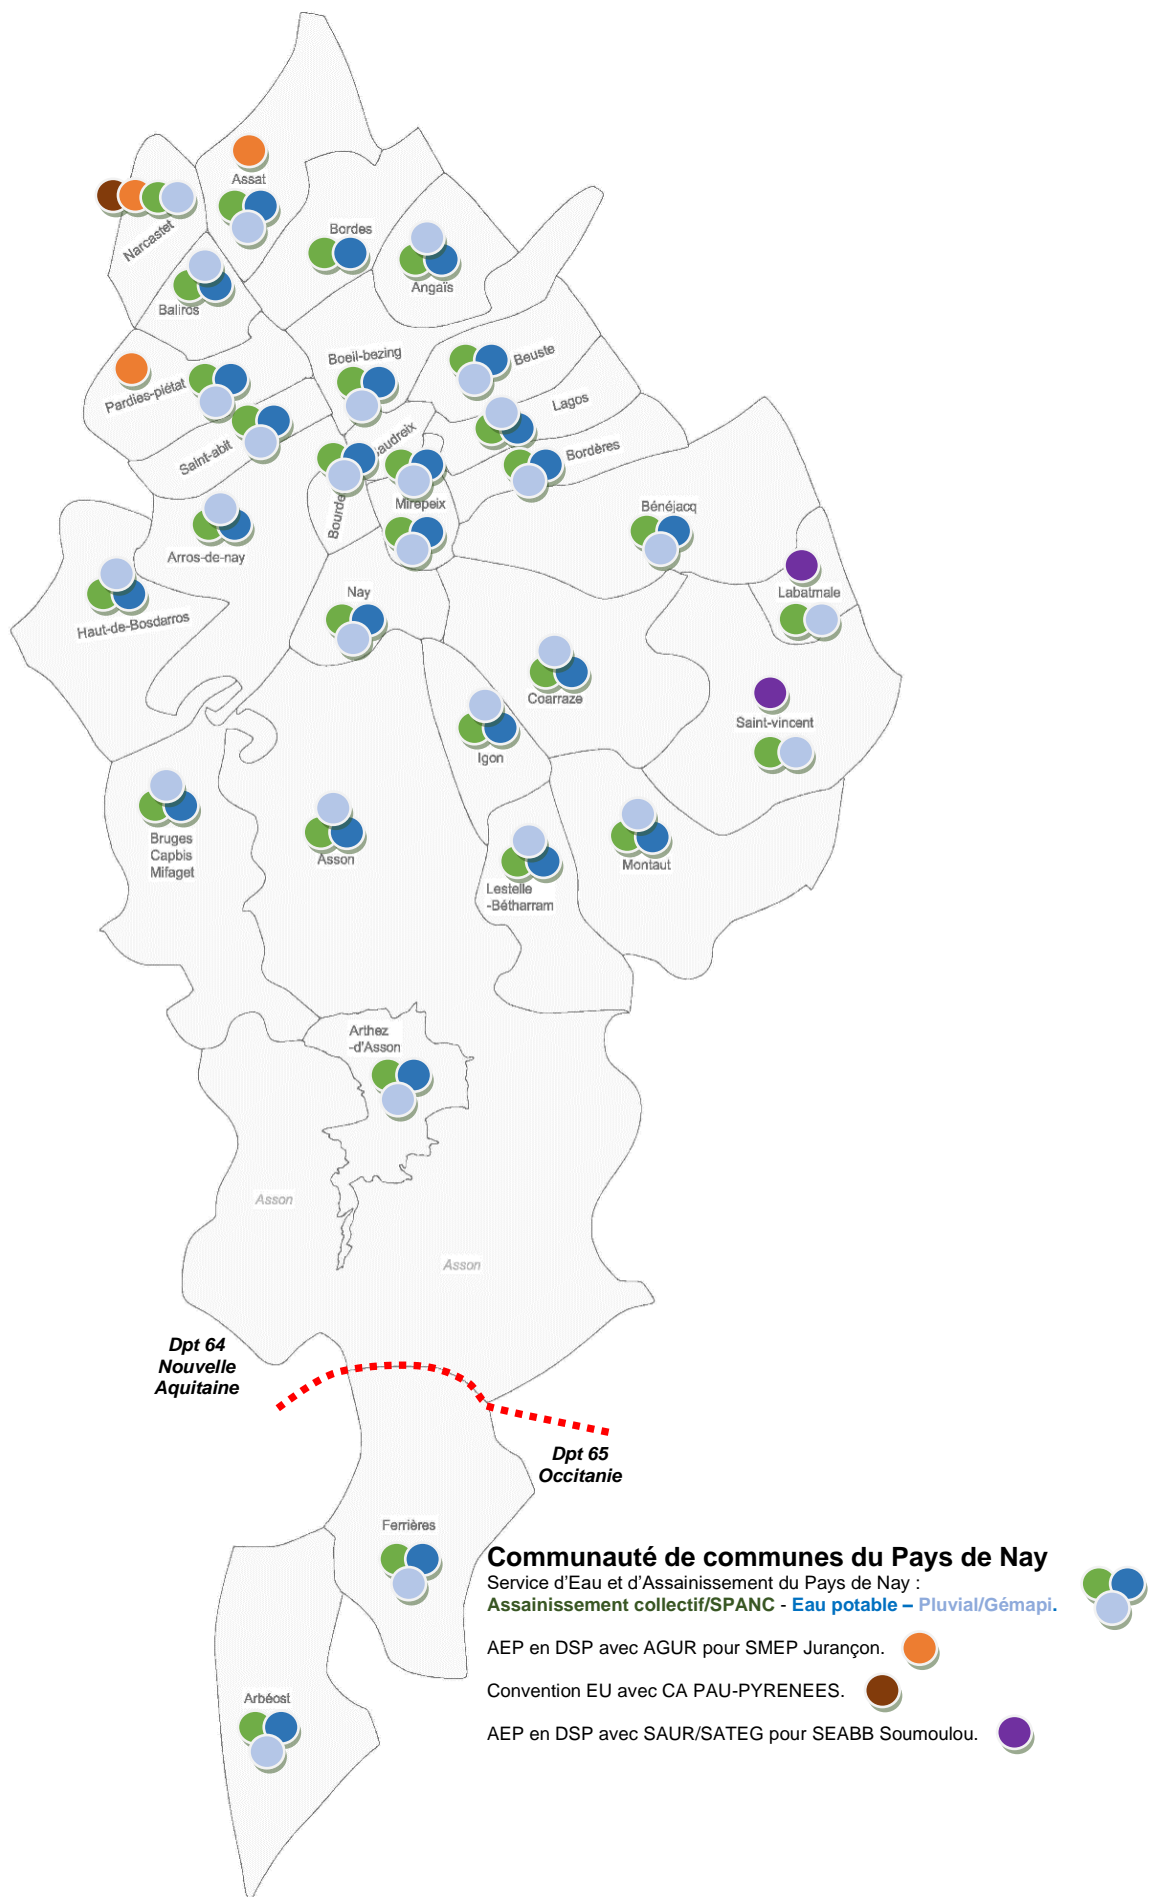 Assat
Narcastet
Bordes
Angaïs
Baliros
Boeil-bezing
Beuste
Pardies-piétat
Lagos
Saint-abit
audreix
Bordères
Bourde
Mirepeix
Bénéjacq
Arros-de-nay
Labatmale
Nay
Haut-de-Bosdarros
Coarraze
Saint-vincent
Igon
Bruges
Capbis
Mifaget
Asson
Montaut
Lestelle
-Bétharram
Arthez
-d'Asson
Asson
Asson
Dpt 64
Nouvelle
Aquitaine
Dpt 65
Occitanie
Ferrières
Communauté de communes du Pays de Nay
Service d'Eau et d'Assainissement du Pays de Nay :
Assainissement collectif/SPANC - Eau potable – Pluvial/Gémapi.
AEP en DSP avec AGUR pour SMEP Jurançon.
Convention EU avec CA PAU-PYRENEES.
Arbéost
AEP en DSP avec SAUR/SATEG pour SEABB Soumoulou.